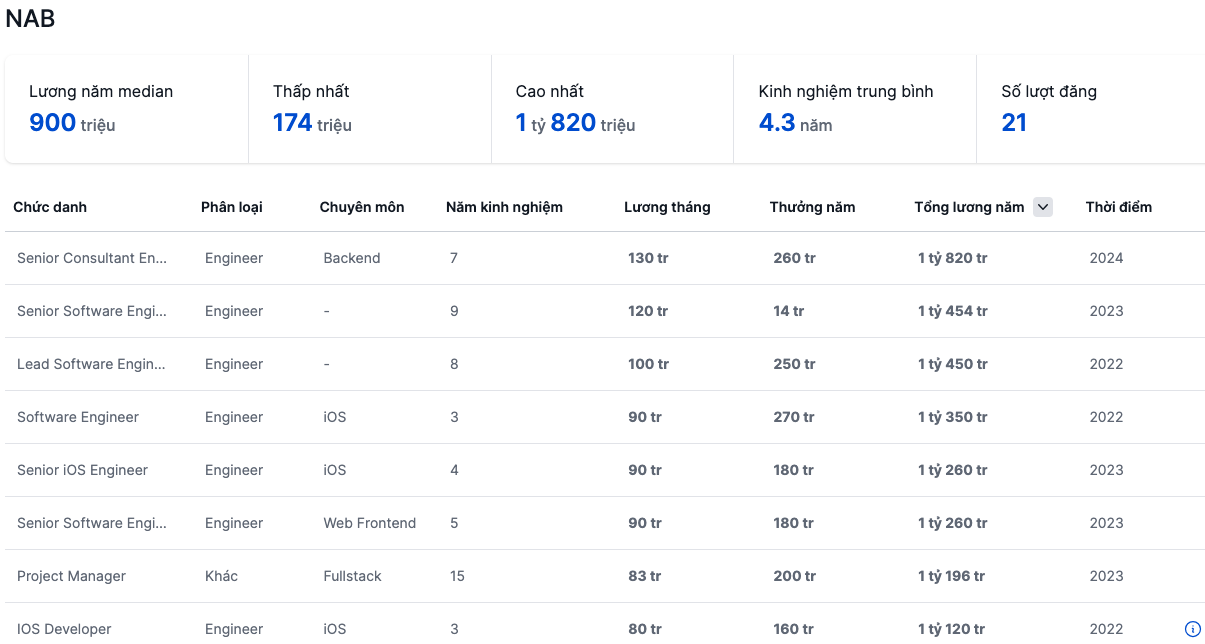 NAB
Lương năm median Thấp nhất Cao nhất Kinh nghiệm trung bình Số lượt đăng
900 triệu 174 triệu 1 tỷ 820 triệu 4.3 năm 21
Chức danh Phân loại Chuyên môn Năm kinh nghiệm Lương tháng Thưởng năm Tổng lương năm Thời điểm
Senior Consultant En... Engineer Backend 7 130 tr 260 tr 1 tỷ 820 tr 2024
Senior Software Engi... Engineer - 9 120 tr 14 tr 1 tỷ 454 tr 2023
Lead Software Engin... Engineer - 8 100 tr 250 tr 1 tỷ 450 tr 2022
Software Engineer Engineer iOS 3 90 tr 270 tr 1 tỷ 350 tr 2022
Senior iOS Engineer Engineer iOS 4 90 tr 180 tr 1 tỷ 260 tr 2023
Senior Software Engi... Engineer Web Frontend 5 90 tr 180 tr 1 tỷ 260 tr 2023
Project Manager Khác Fullstack 15 83 tr 200 tr 1 tỷ 196 tr 2023
IOS Developer Engineer iOS 3 80 tr 160 tr 1 tỷ 120 tr 2022